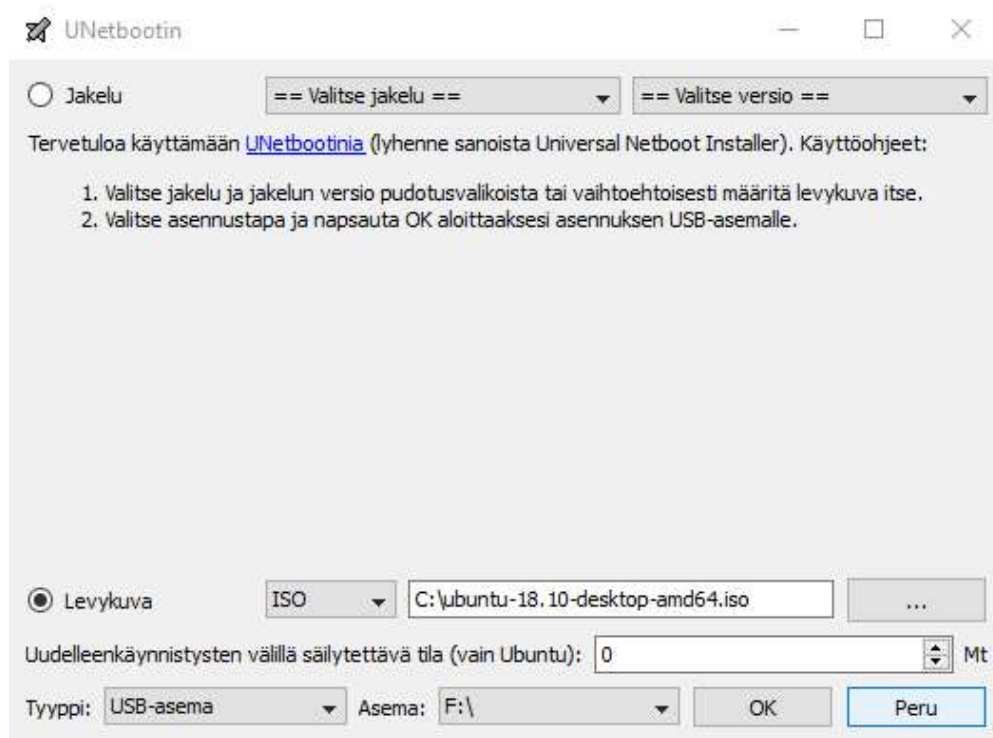 UNetbootin
Jakelu == Valitse jakelu == == Valitse versio ==
Tervetuloa käyttämään UNetbootinia (lyhenne sanoista Universal Netboot Installer). Käyttöohjeet:
1. Valitse jakelu ja jakelun versio pudotusvalikoista tai vaihtoehtoisesti määritä levykuva itse.
2. Valitse asennustapa ja napsauta OK aloittaaksesi asennuksen USB-asemalle.
Levykuva ISO C:\ubuntu-18.10-desktop-amd64.iso ...
Uudelleenkäynnistysten välillä säilytettävä tila (vain Ubuntu): 0 Mt
Tyyppi: USB-asema Asema: F:\ OK Peru